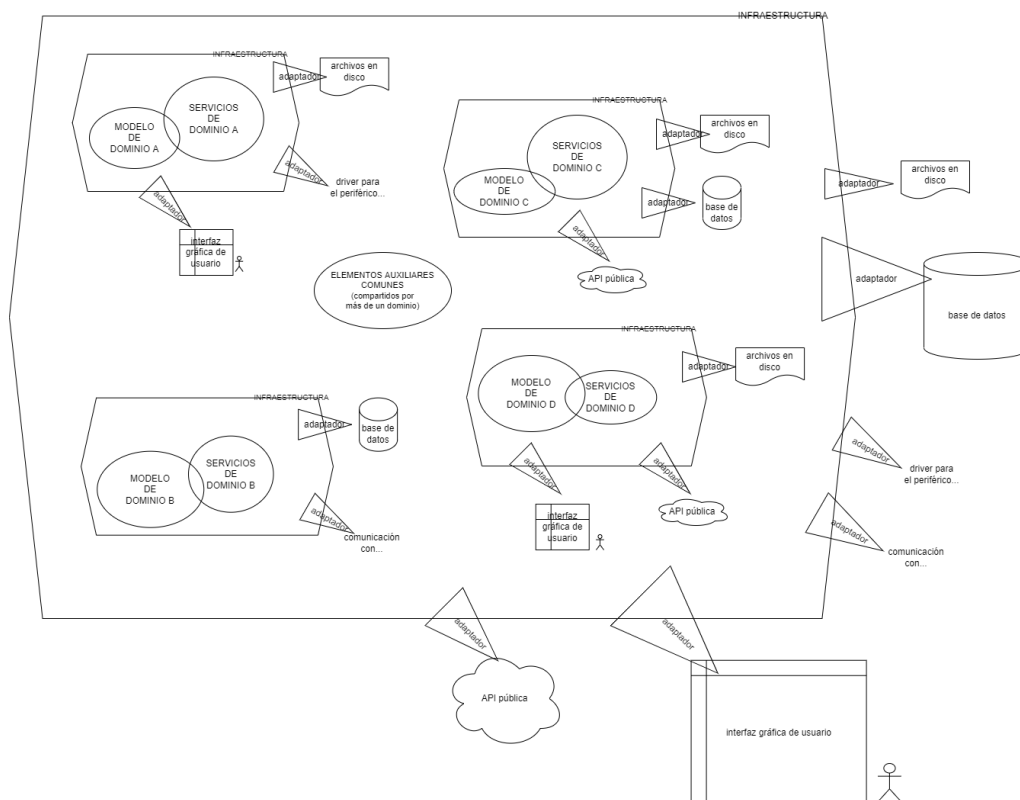 INFRAESTRUCTURA
INFRAESTRUCTURA
adaptador
archivos en
disco
SERVICIOS
DE
DOMINIO A
MODELO
DE
DOMINIO A
adaptador
driver para
el periférico...
adaptador
interfaz
gráfica de
usuario
INFRAESTRUCTURA
adaptador
archivos en
disco
SERVICIOS
DE
DOMINIO C
MODELO
DE
DOMINIO C
adaptador
base de
datos
adaptador
API pública
adaptador
archivos en
disco
ELEMENTOS AUXILIARES
COMUNES
(compartidos por
más de un dominio)
adaptador
base de datos
INFRAESTRUCTURA
adaptador
archivos en
disco
MODELO
DE
DOMINIO D
SERVICIOS
DE
DOMINIO D
adaptador
interfaz
gráfica de
usuario
adaptador
API pública
INFRAESTRUCTURA
adaptador
base de
datos
SERVICIOS
DE
DOMINIO B
MODELO
DE
DOMINIO B
adaptador
comunicación
con...
adaptador
driver para
el periférico...
adaptador
comunicación
con...
adaptador
API pública
adaptador
interfaz gráfica de usuario